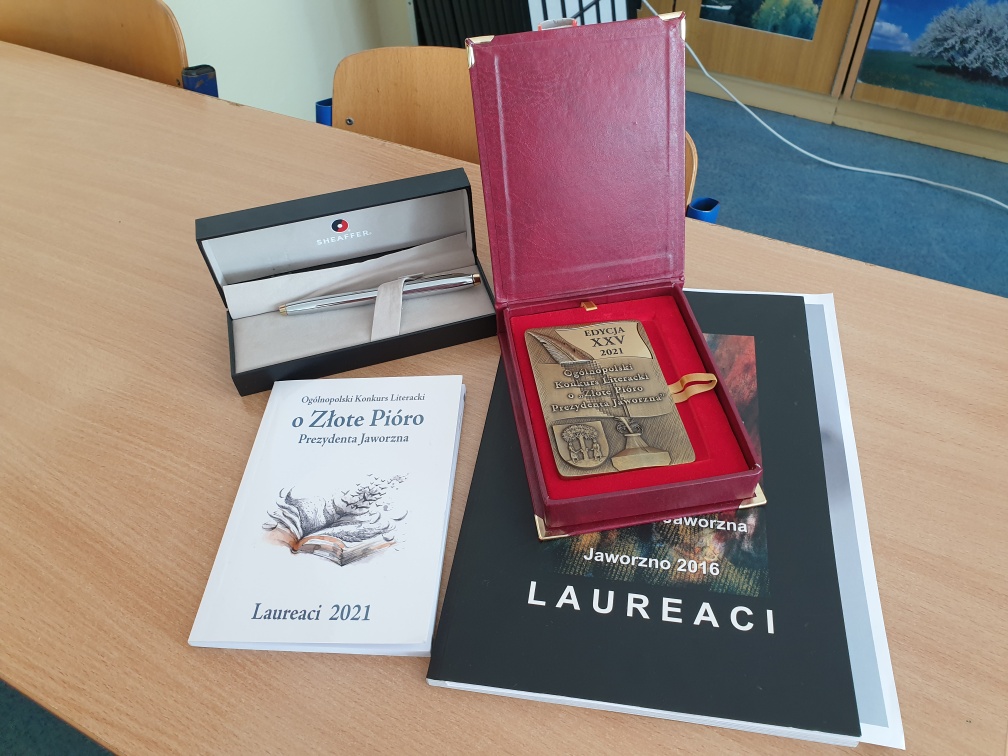 SHEAFFER.
EDYCJA
XXV
2021
Ogólnopolski
Konkurs Literacki
o „Złote Pióro
Prezydenta Jaworzna”
Ogólnopolski Konkurs Literacki
o Złote Pióro
Prezydenta Jaworzna
Laureaci 2021
Jaworzna
Jaworzno 2016
LAUREACI